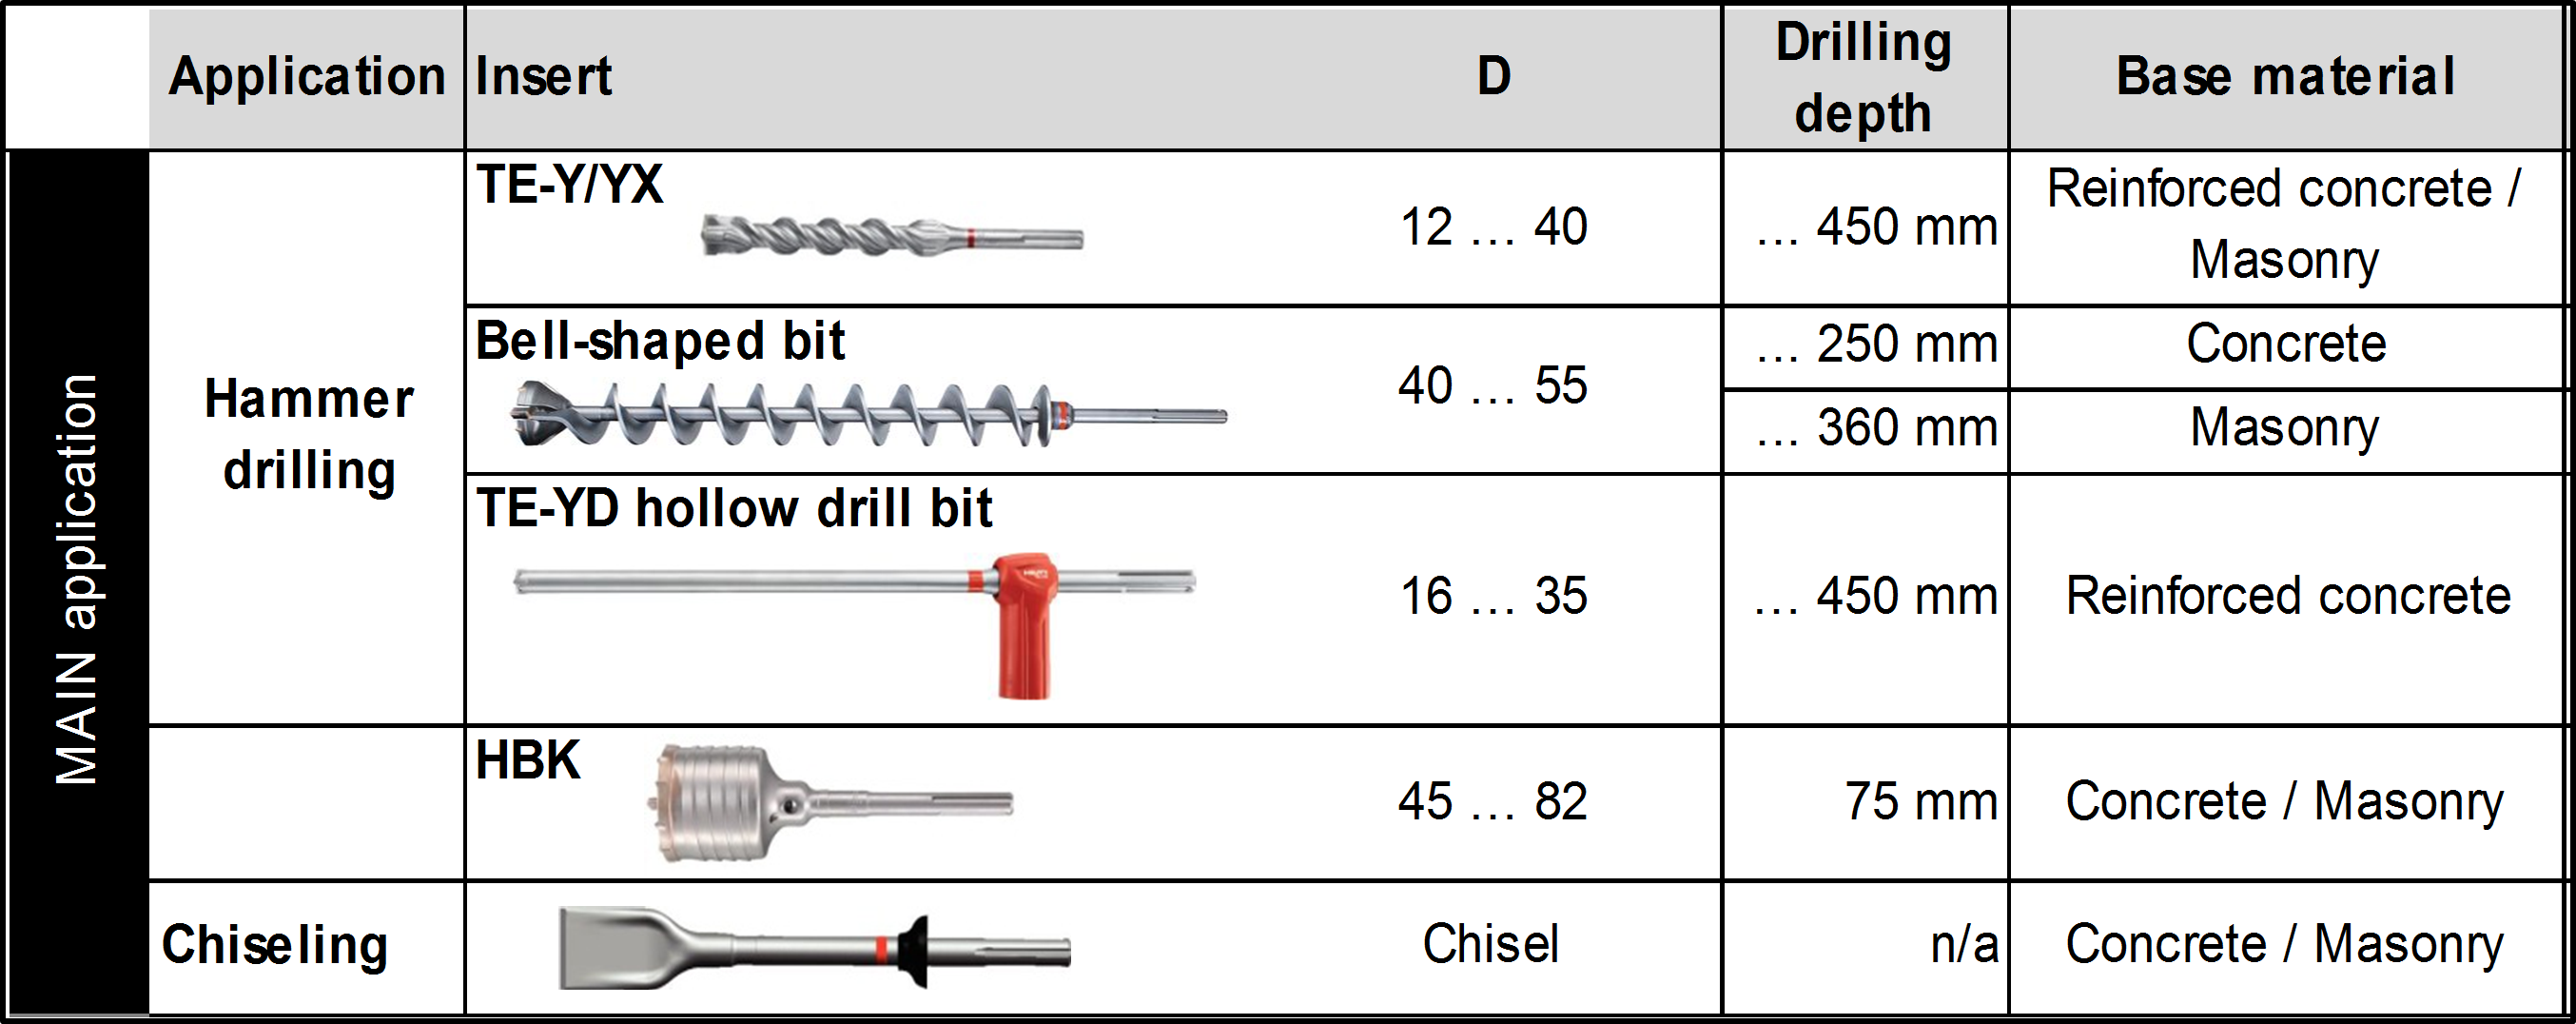 Application Insert D Drilling depth Base material
MAIN application
Hammer drilling
TE-Y/YX 12 … 40 … 450 mm Reinforced concrete / Masonry
Bell-shaped bit 40 … 55 … 250 mm Concrete
… 360 mm Masonry
TE-YD hollow drill bit 16 … 35 … 450 mm Reinforced concrete
HBK 45 … 82 75 mm Concrete / Masonry
Chiseling Chisel n/a Concrete / Masonry